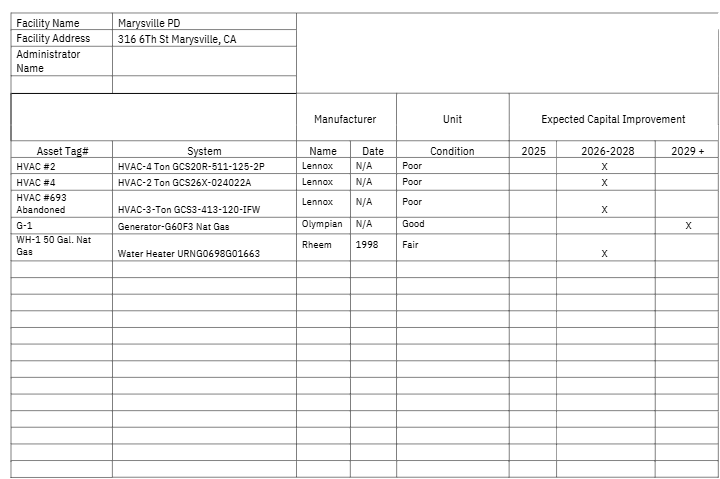 Facility Name Marysville PD
Facility Address 316 6Th St Marysville, CA
Administrator
Name
Manufacturer Unit Expected Capital Improvement
Asset Tag# System Name Date Condition 2025 2026-2028 2029 +
HVAC #2 HVAC-4 Ton GCS20R-511-125-2P Lennox N/A Poor X
HVAC #4 HVAC-2 Ton GCS26X-024022A Lennox N/A Poor X
HVAC #693
Abandoned HVAC-3-Ton GCS3-413-120-IFW Lennox N/A Poor X
G-1 Generator-G60F3 Nat Gas Olympian N/A Good X
WH-1 50 Gal. Nat
Gas Water Heater URNG0698G01663 Rheem 1998 Fair X